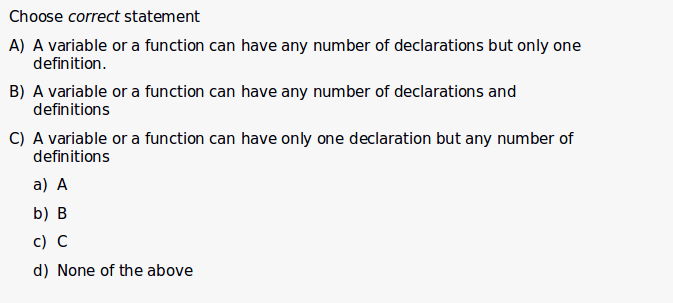 Choose correct statement
A) A variable or a function can have any number of declarations but only one
definition.
B) A variable or a function can have any number of declarations and
definitions
C) A variable or a function can have only one declaration but any number of
definitions
a) A
b) B
c) C
d) None of the above